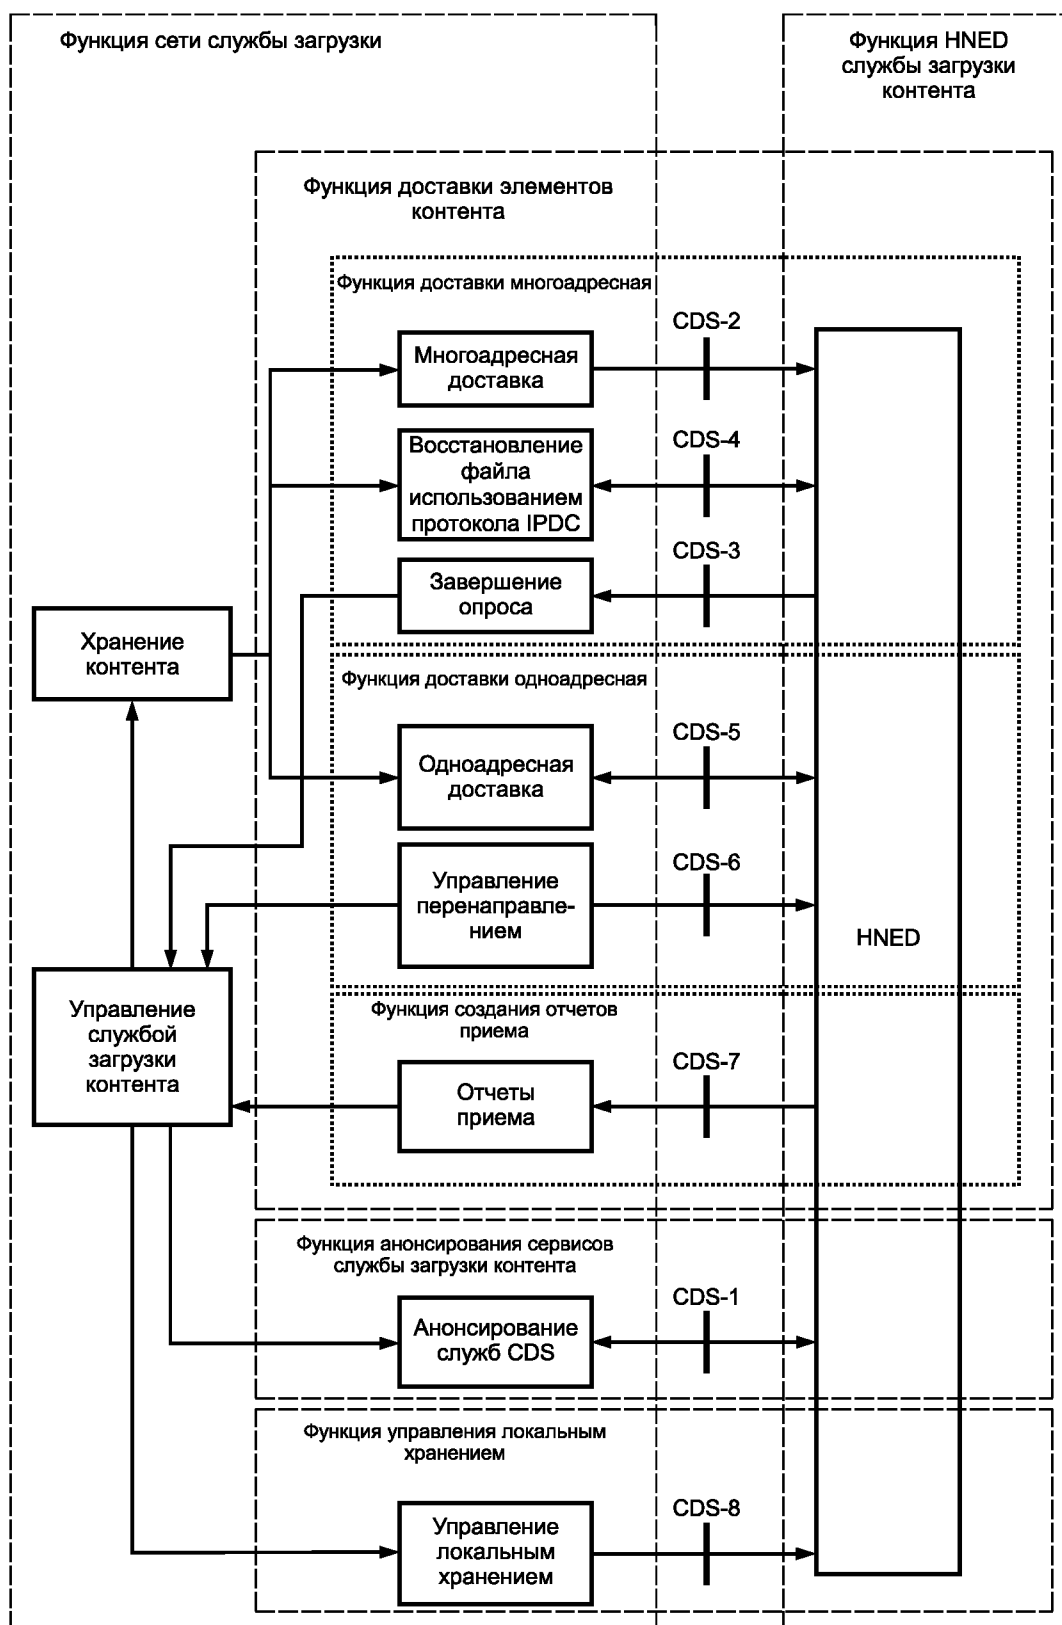 Функция сети службы загрузки
Функция HNED
службы загрузки
контента
Функция доставки элементов
контента
Функция доставки многоадресная
CDS-2
Многоадресная
доставка
CDS-4
Восстановление
файла
использованием
протокола IPDC
CDS-3
Завершение
опроса
Хранение
контента
Функция доставки одноадресная
CDS-5
Одноадресная
доставка
CDS-6
Управление
перенаправле-
нием
HNED
Управление
службой
загрузки
контента
Функция создания отчетов
приема
CDS-7
Отчеты
приема
Функция анонсирования сервисов
службы загрузки контента
CDS-1
Анонсирование
служб CDS
Функция управления локальным
хранением
CDS-8
Управление
локальным
хранением